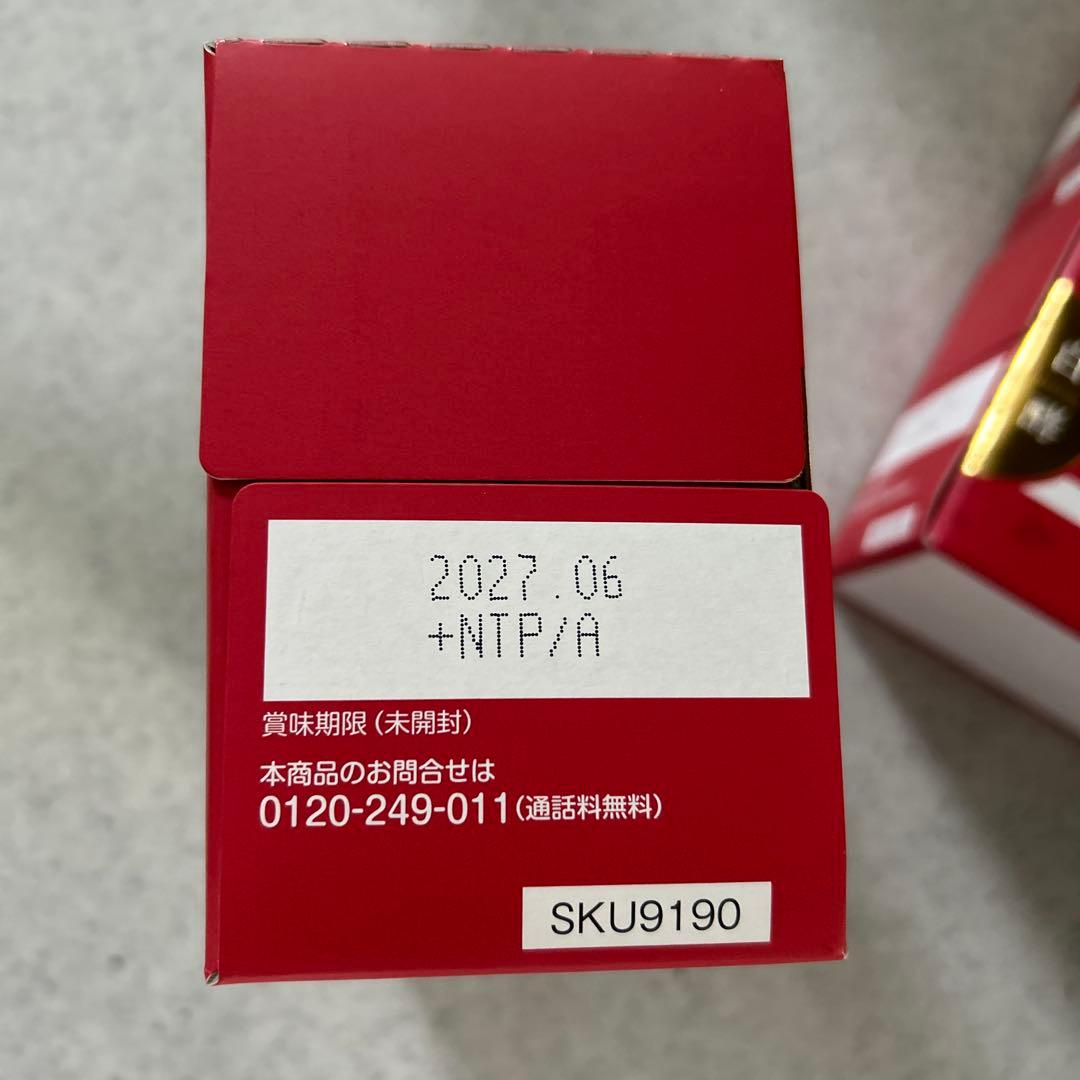 2027.06
+NTP/A
賞味期限（未開封）
本商品のお問合せは
0120-249-011（通話料無料）
SKU9190